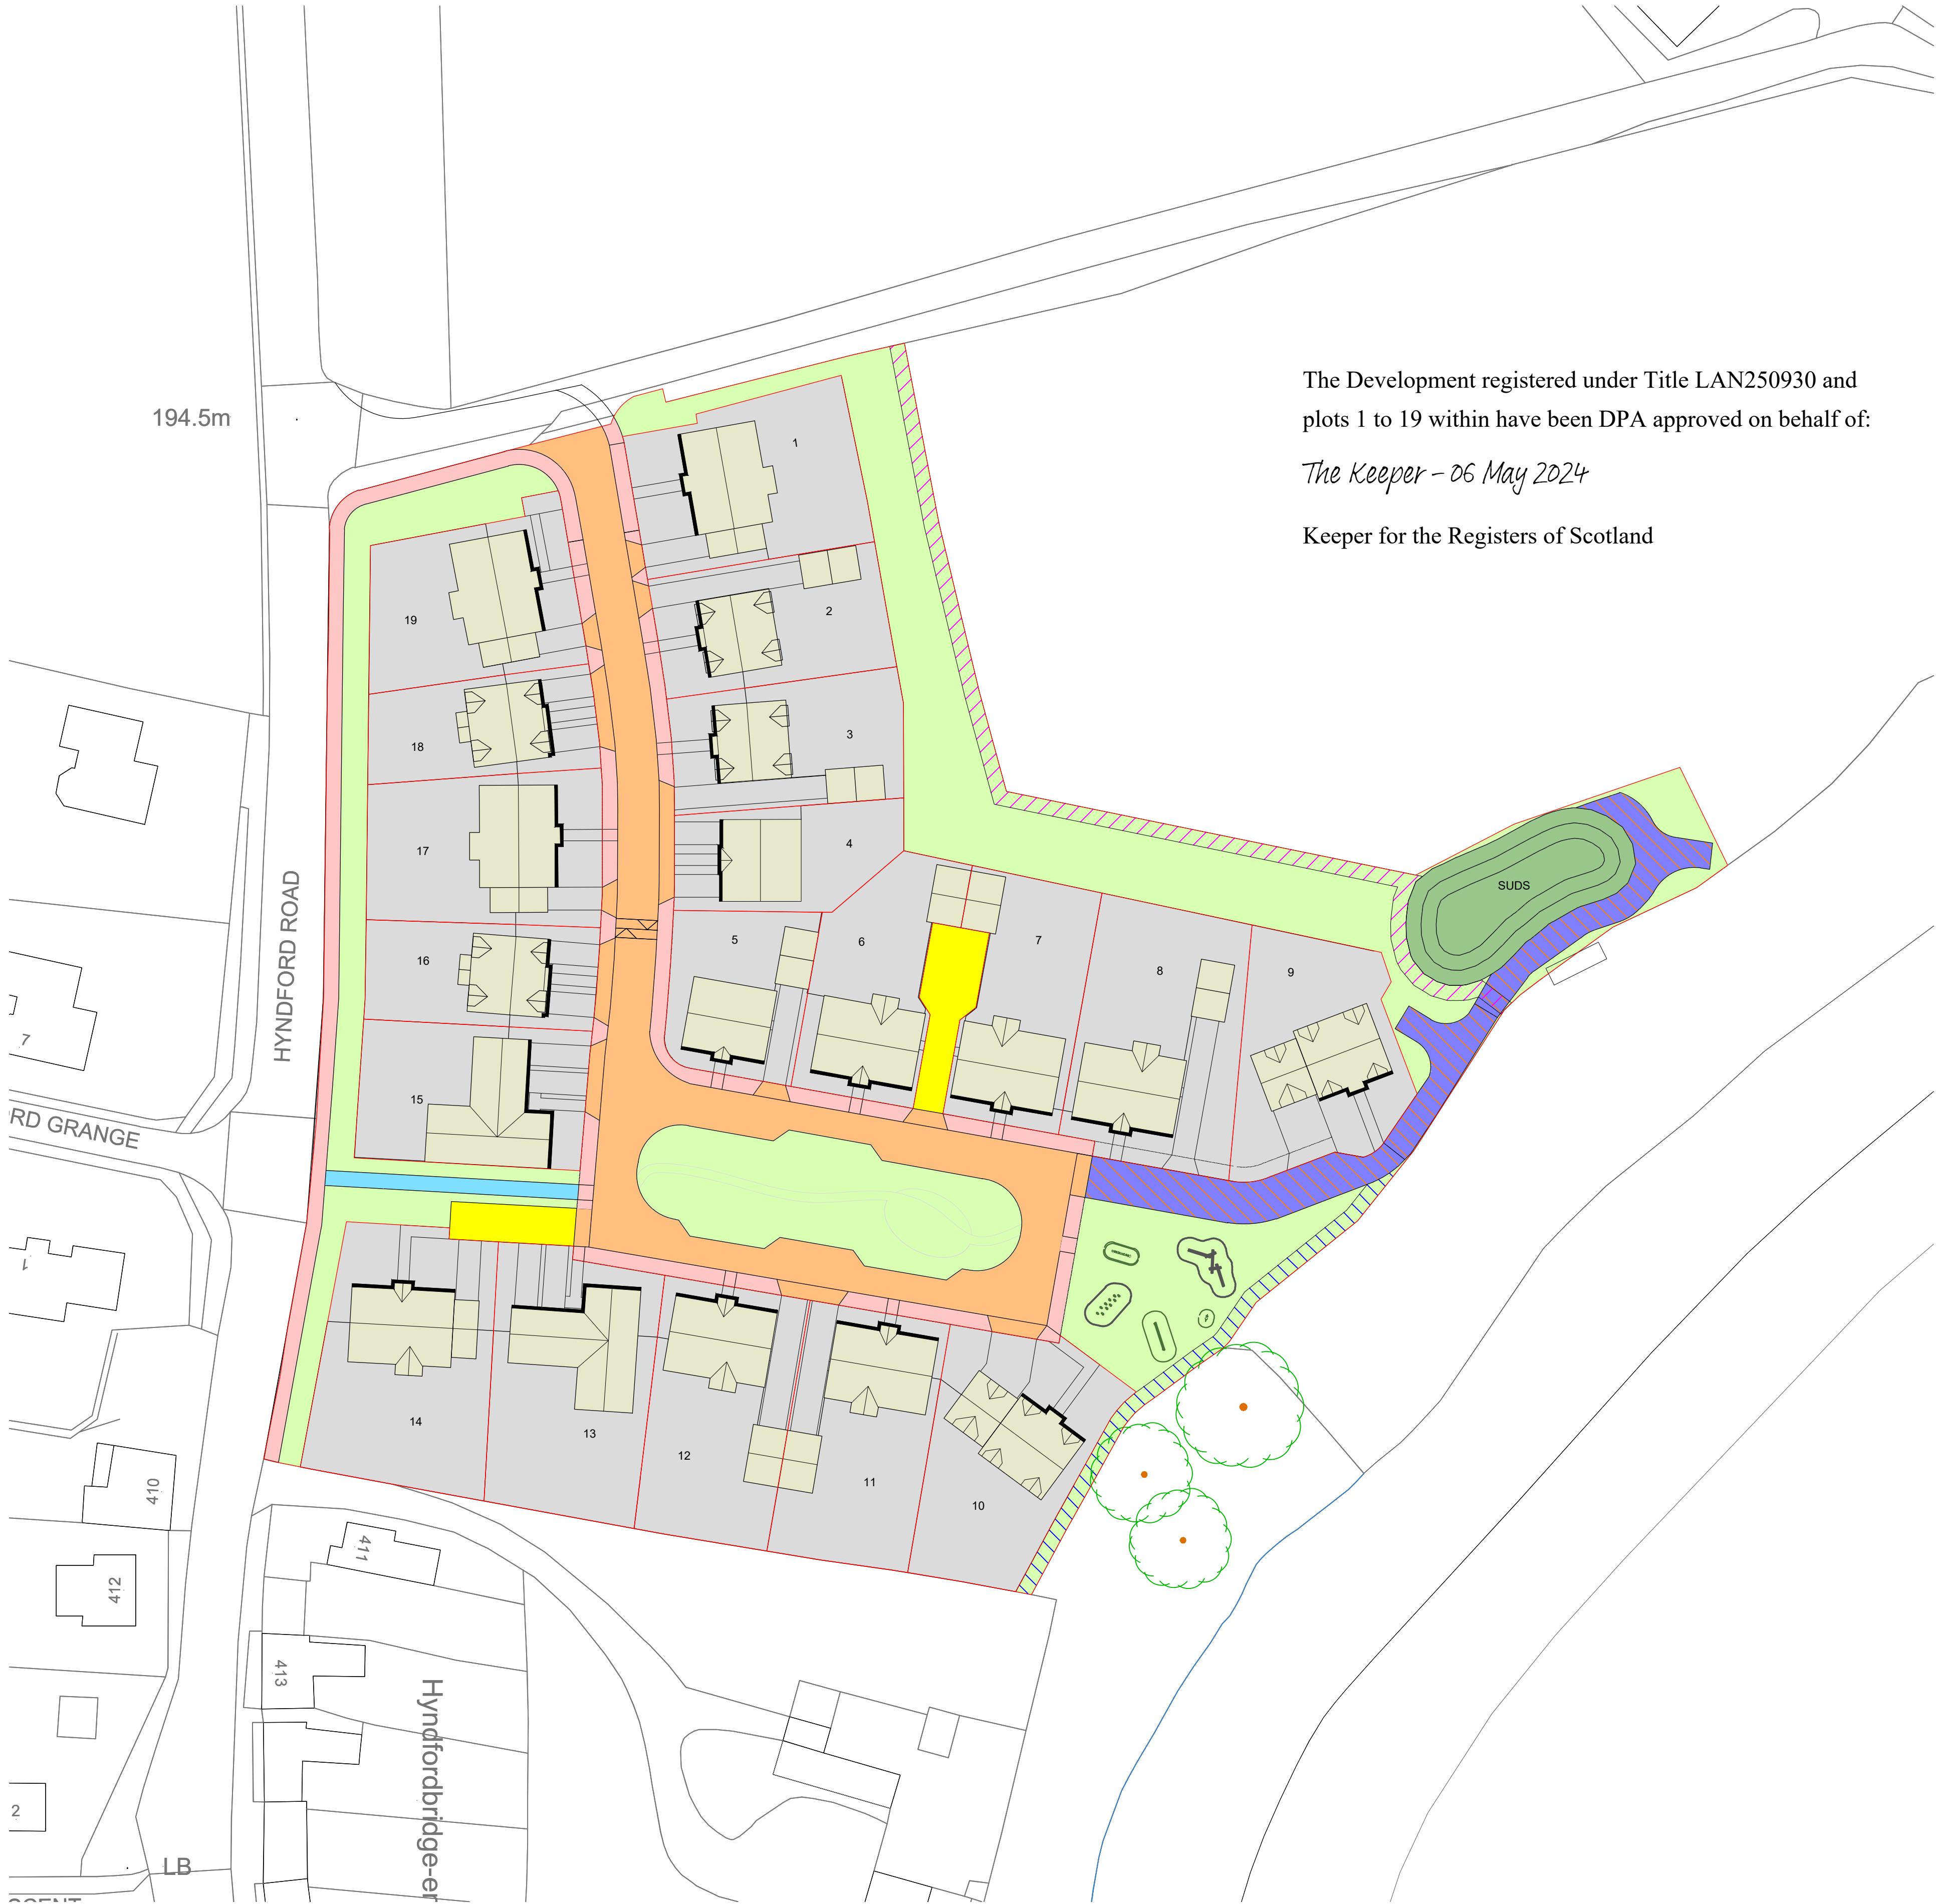 The Development registered under Title LAN250930 and
plots 1 to 19 within have been DPA approved on behalf of:
The Keeper – 06 May 2024
Keeper for the Registers of Scotland
194.5m
1
2
19
3
18
4
17
SUDS
5
6
7
8
9
16
HYNDFORD ROAD
7
15
RD GRANGE
1
14
13
12
11
10
410
411
412
413
Hyndfordbridge-er
2
LB